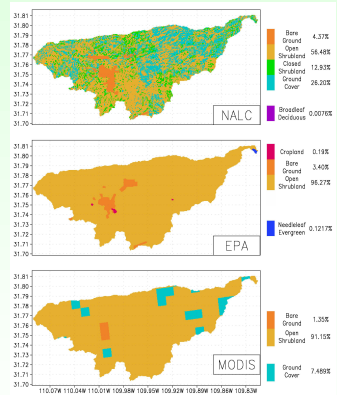 31.81
31.80
31.79
31.78
31.77
31.76
31.75
31.74
31.73
31.72
31.71
31.70
NALC
Bare Ground 4.37%
Open Shrubland 56.48%
Closed Shrubland 12.93%
Ground Cover 26.20%
Broadleaf Deciduous 0.0076%
31.81
31.80
31.79
31.78
31.77
31.76
31.75
31.74
31.73
31.72
31.71
31.70
EPA
Cropland 0.19%
Bare Ground 3.40%
Open Shrubland 96.27%
Needleleaf Evergreen 0.1217%
31.81
31.80
31.79
31.78
31.77
31.76
31.75
31.74
31.73
31.72
31.71
31.70
MODIS
Bare Ground 1.35%
Open Shrubland 91.15%
Ground Cover 7.489%
110.07W 110.04W 110.01W 109.98W 109.95W 109.92W 109.89W 109.86W 109.83W